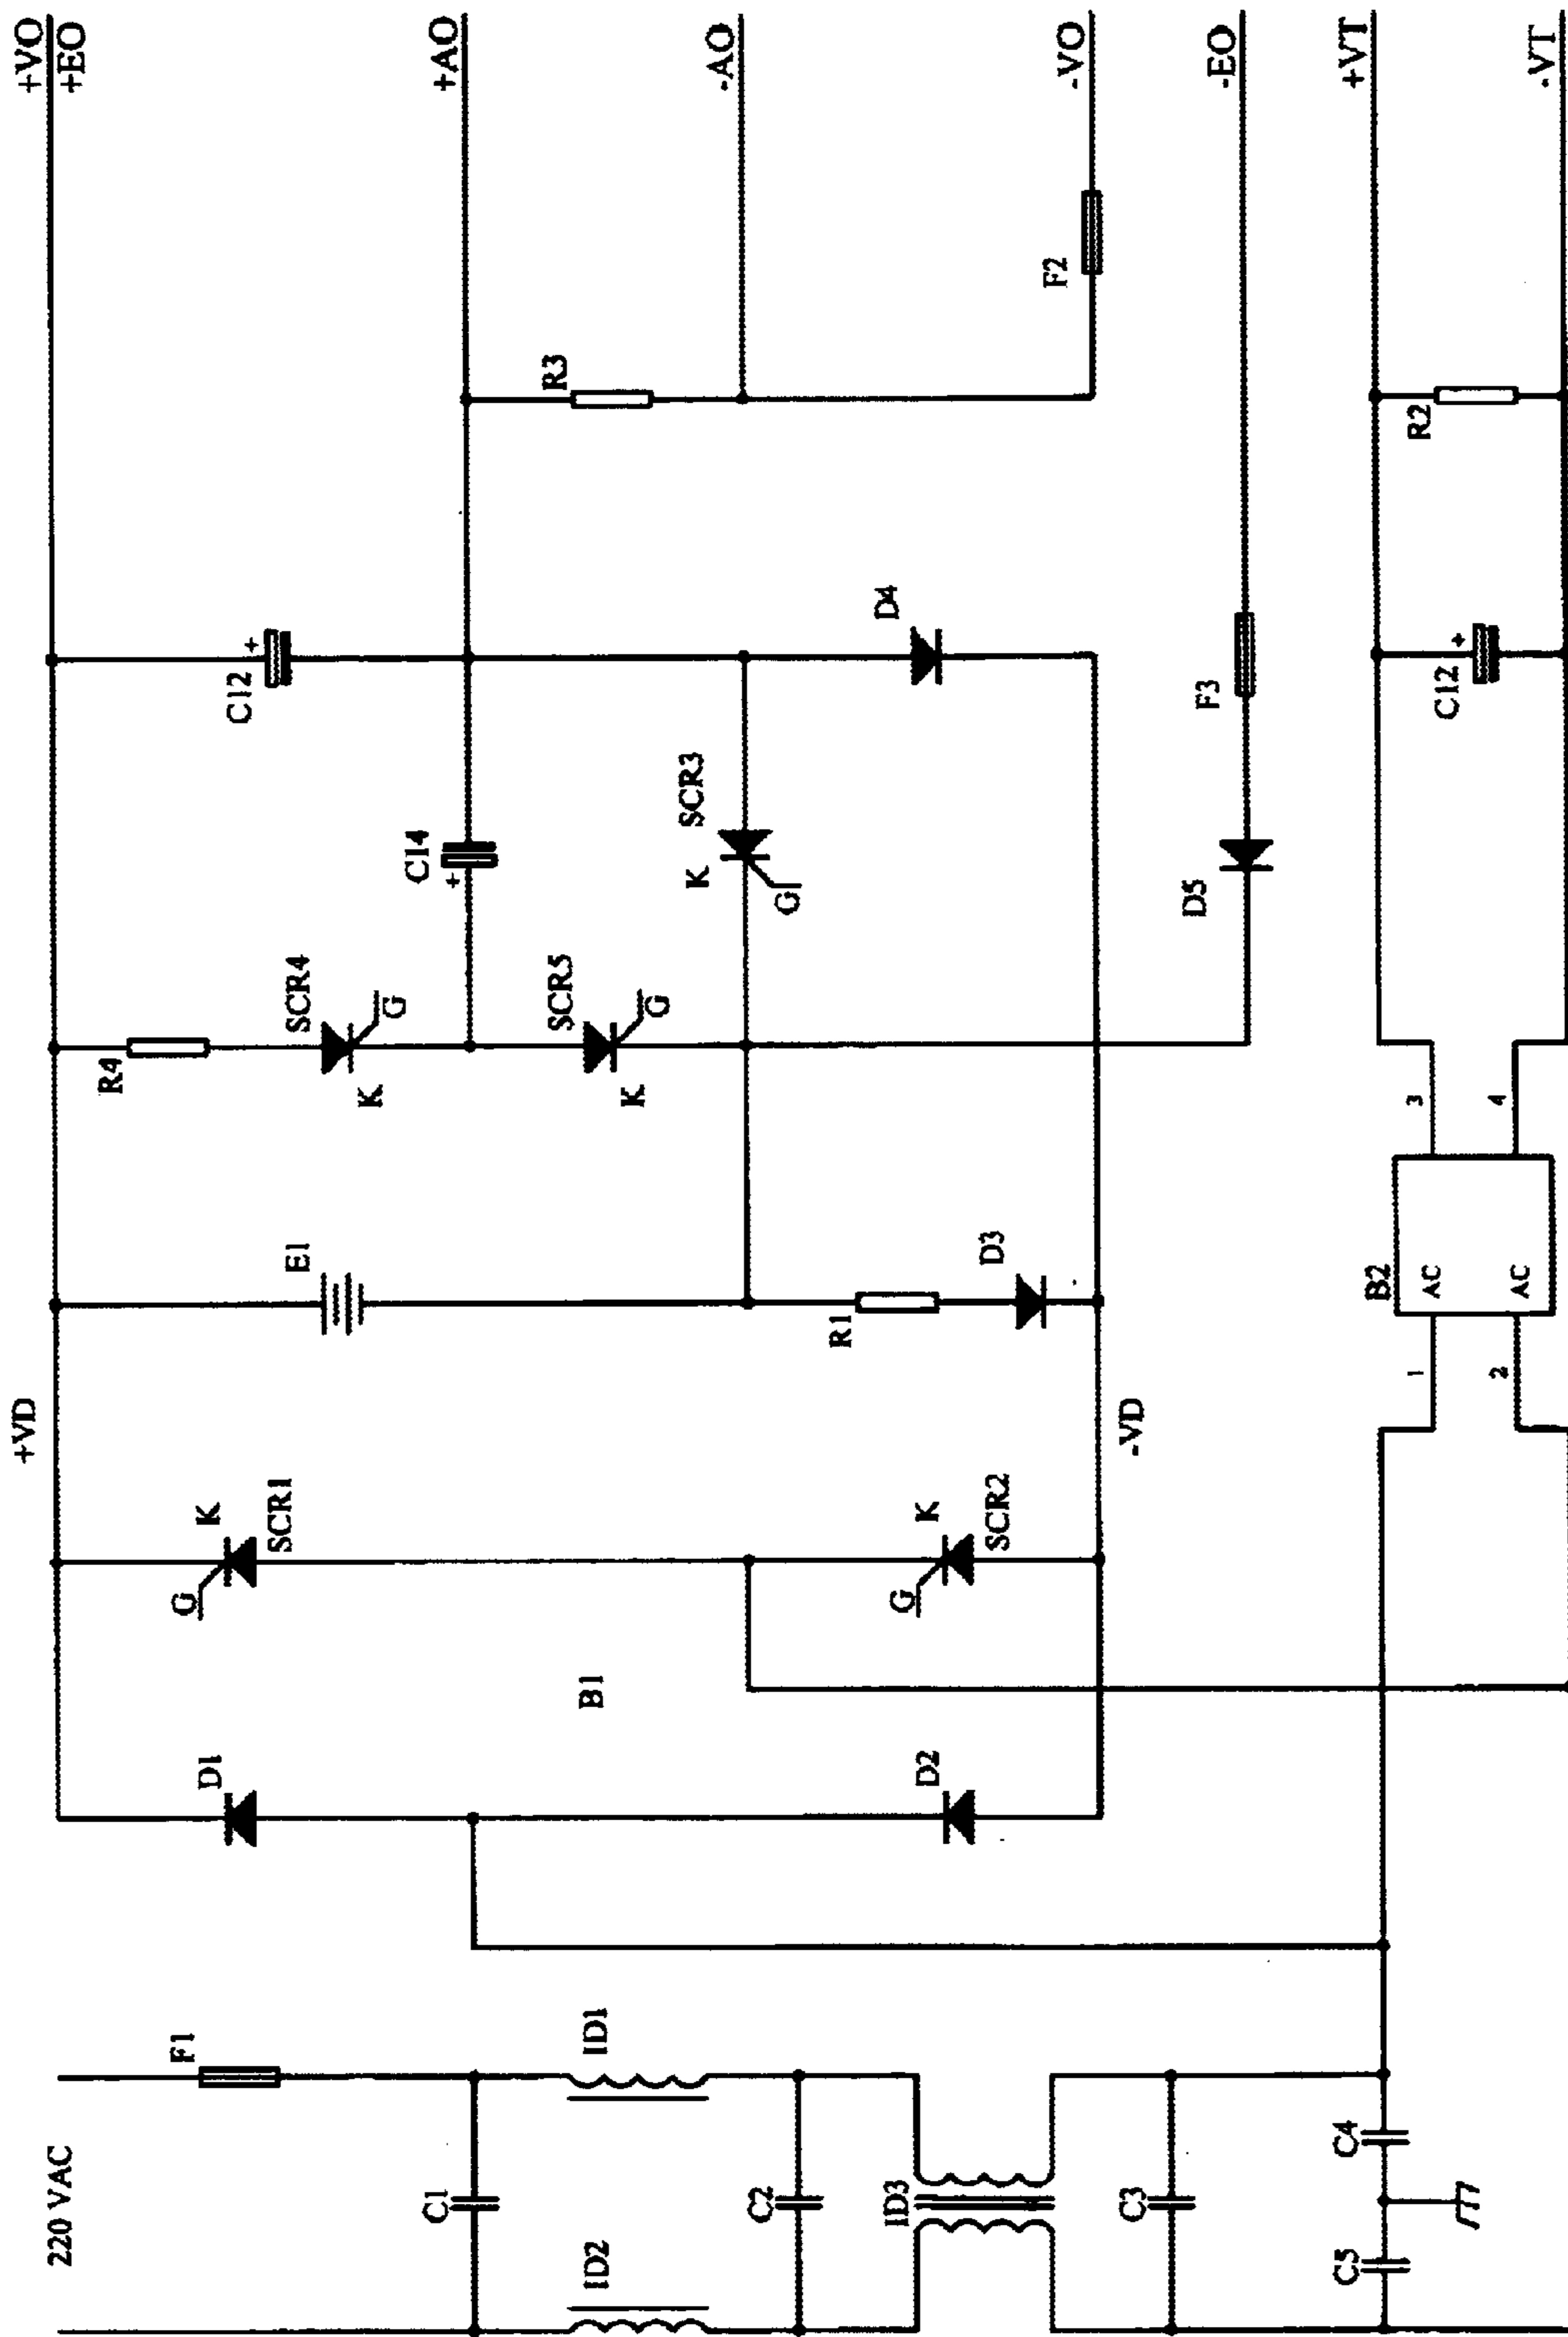 +VO
+EO
+AO
-AO
-VO
-EO
+VT
-VT
R3
F2
R2
C12
+
D4
C12
+
F3
SCR3
K
G
C14
+
D5
SCR4
G
K
SCR5
G
K
R4
3
4
E1
D3
R1
B2
AC
AC
1
2
+VD
-VD
K
SCR1
G
K
SCR2
G
B1
D1
D2
F1
ID1
220 VAC
C1
C2
ID3
C3
C4
ID2
C5